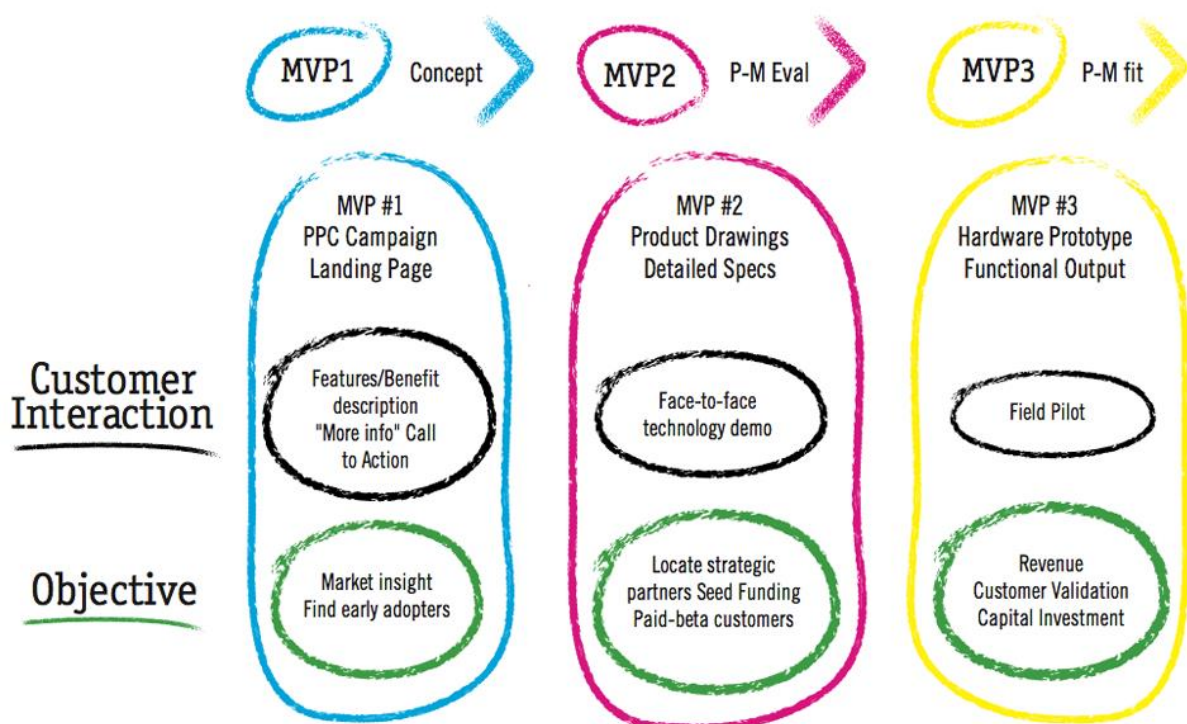 MVP1 Concept MVP2 P-M Eval MVP3 P-M fit
MVP #1
PPC Campaign
Landing Page
MVP #2
Product Drawings
Detailed Specs
MVP #3
Hardware Prototype
Functional Output
Customer
Interaction
Features/Benefit
description
"More info" Call
to Action
Face-to-face
technology demo
Field Pilot
Objective
Market insight
Find early adopters
Locate strategic
partners Seed Funding
Paid-beta customers
Revenue
Customer Validation
Capital Investment